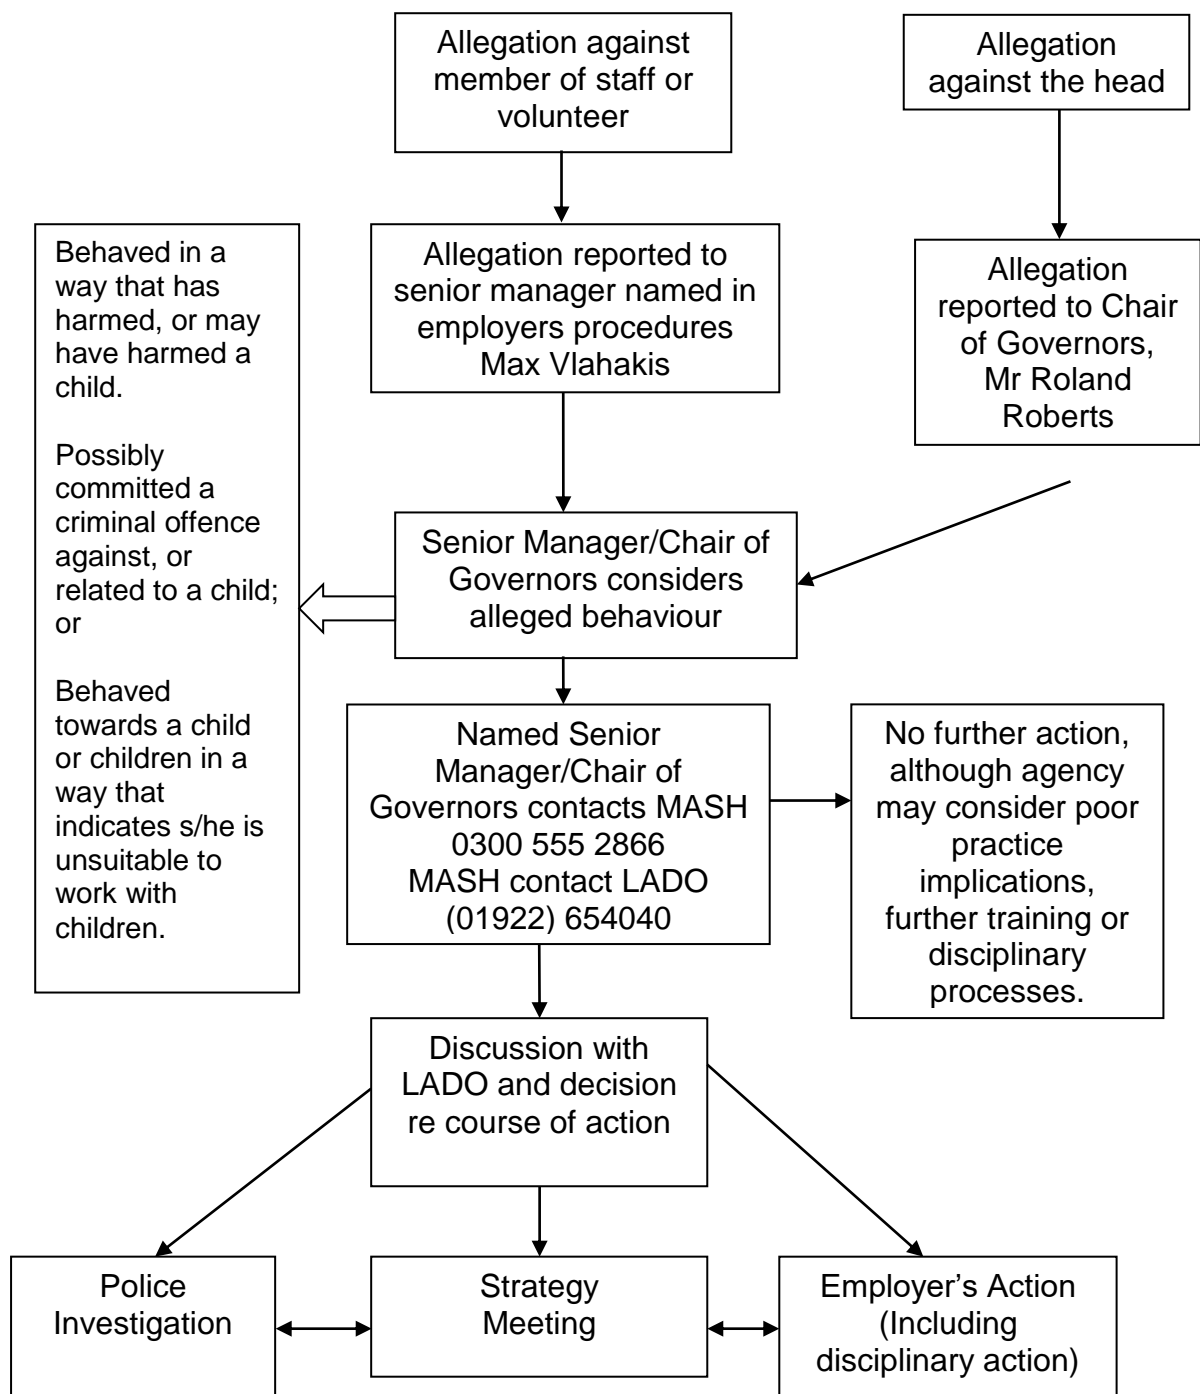 Allegation against
member of staff or
volunteer
Allegation
against the head
Behaved in a
way that has
harmed, or may
have harmed a
child.
Possibly
committed a
criminal offence
against, or
related to a child;
or
Behaved
towards a child
or children in a
way that
indicates s/he is
unsuitable to
work with
children.
Allegation reported to
senior manager named in
employers procedures
Max Vlahakis
Allegation
reported to Chair
of Governors,
Mr Roland
Roberts
Senior Manager/Chair of
Governors considers
alleged behaviour
Named Senior
Manager/Chair of
Governors contacts MASH
0300 555 2866
MASH contact LADO
(01922) 654040
No further action,
although agency
may consider poor
practice
implications,
further training or
disciplinary
processes.
Discussion with
LADO and decision
re course of action
Police
Investigation
Strategy
Meeting
Employer’s Action
(Including
disciplinary action)